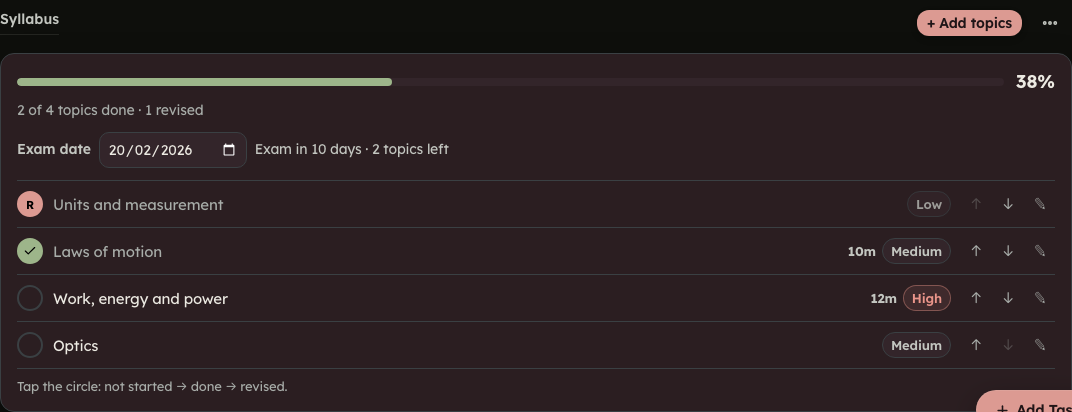 Syllabus
+ Add topics
38%
2 of 4 topics done · 1 revised
Exam date 20/02/2026 Exam in 10 days · 2 topics left
R Units and measurement Low ↑ ↓
✓ Laws of motion 10m Medium ↑ ↓
Work, energy and power 12m High ↑ ↓
Optics Medium ↑ ↓
Tap the circle: not started → done → revised.
+ Add